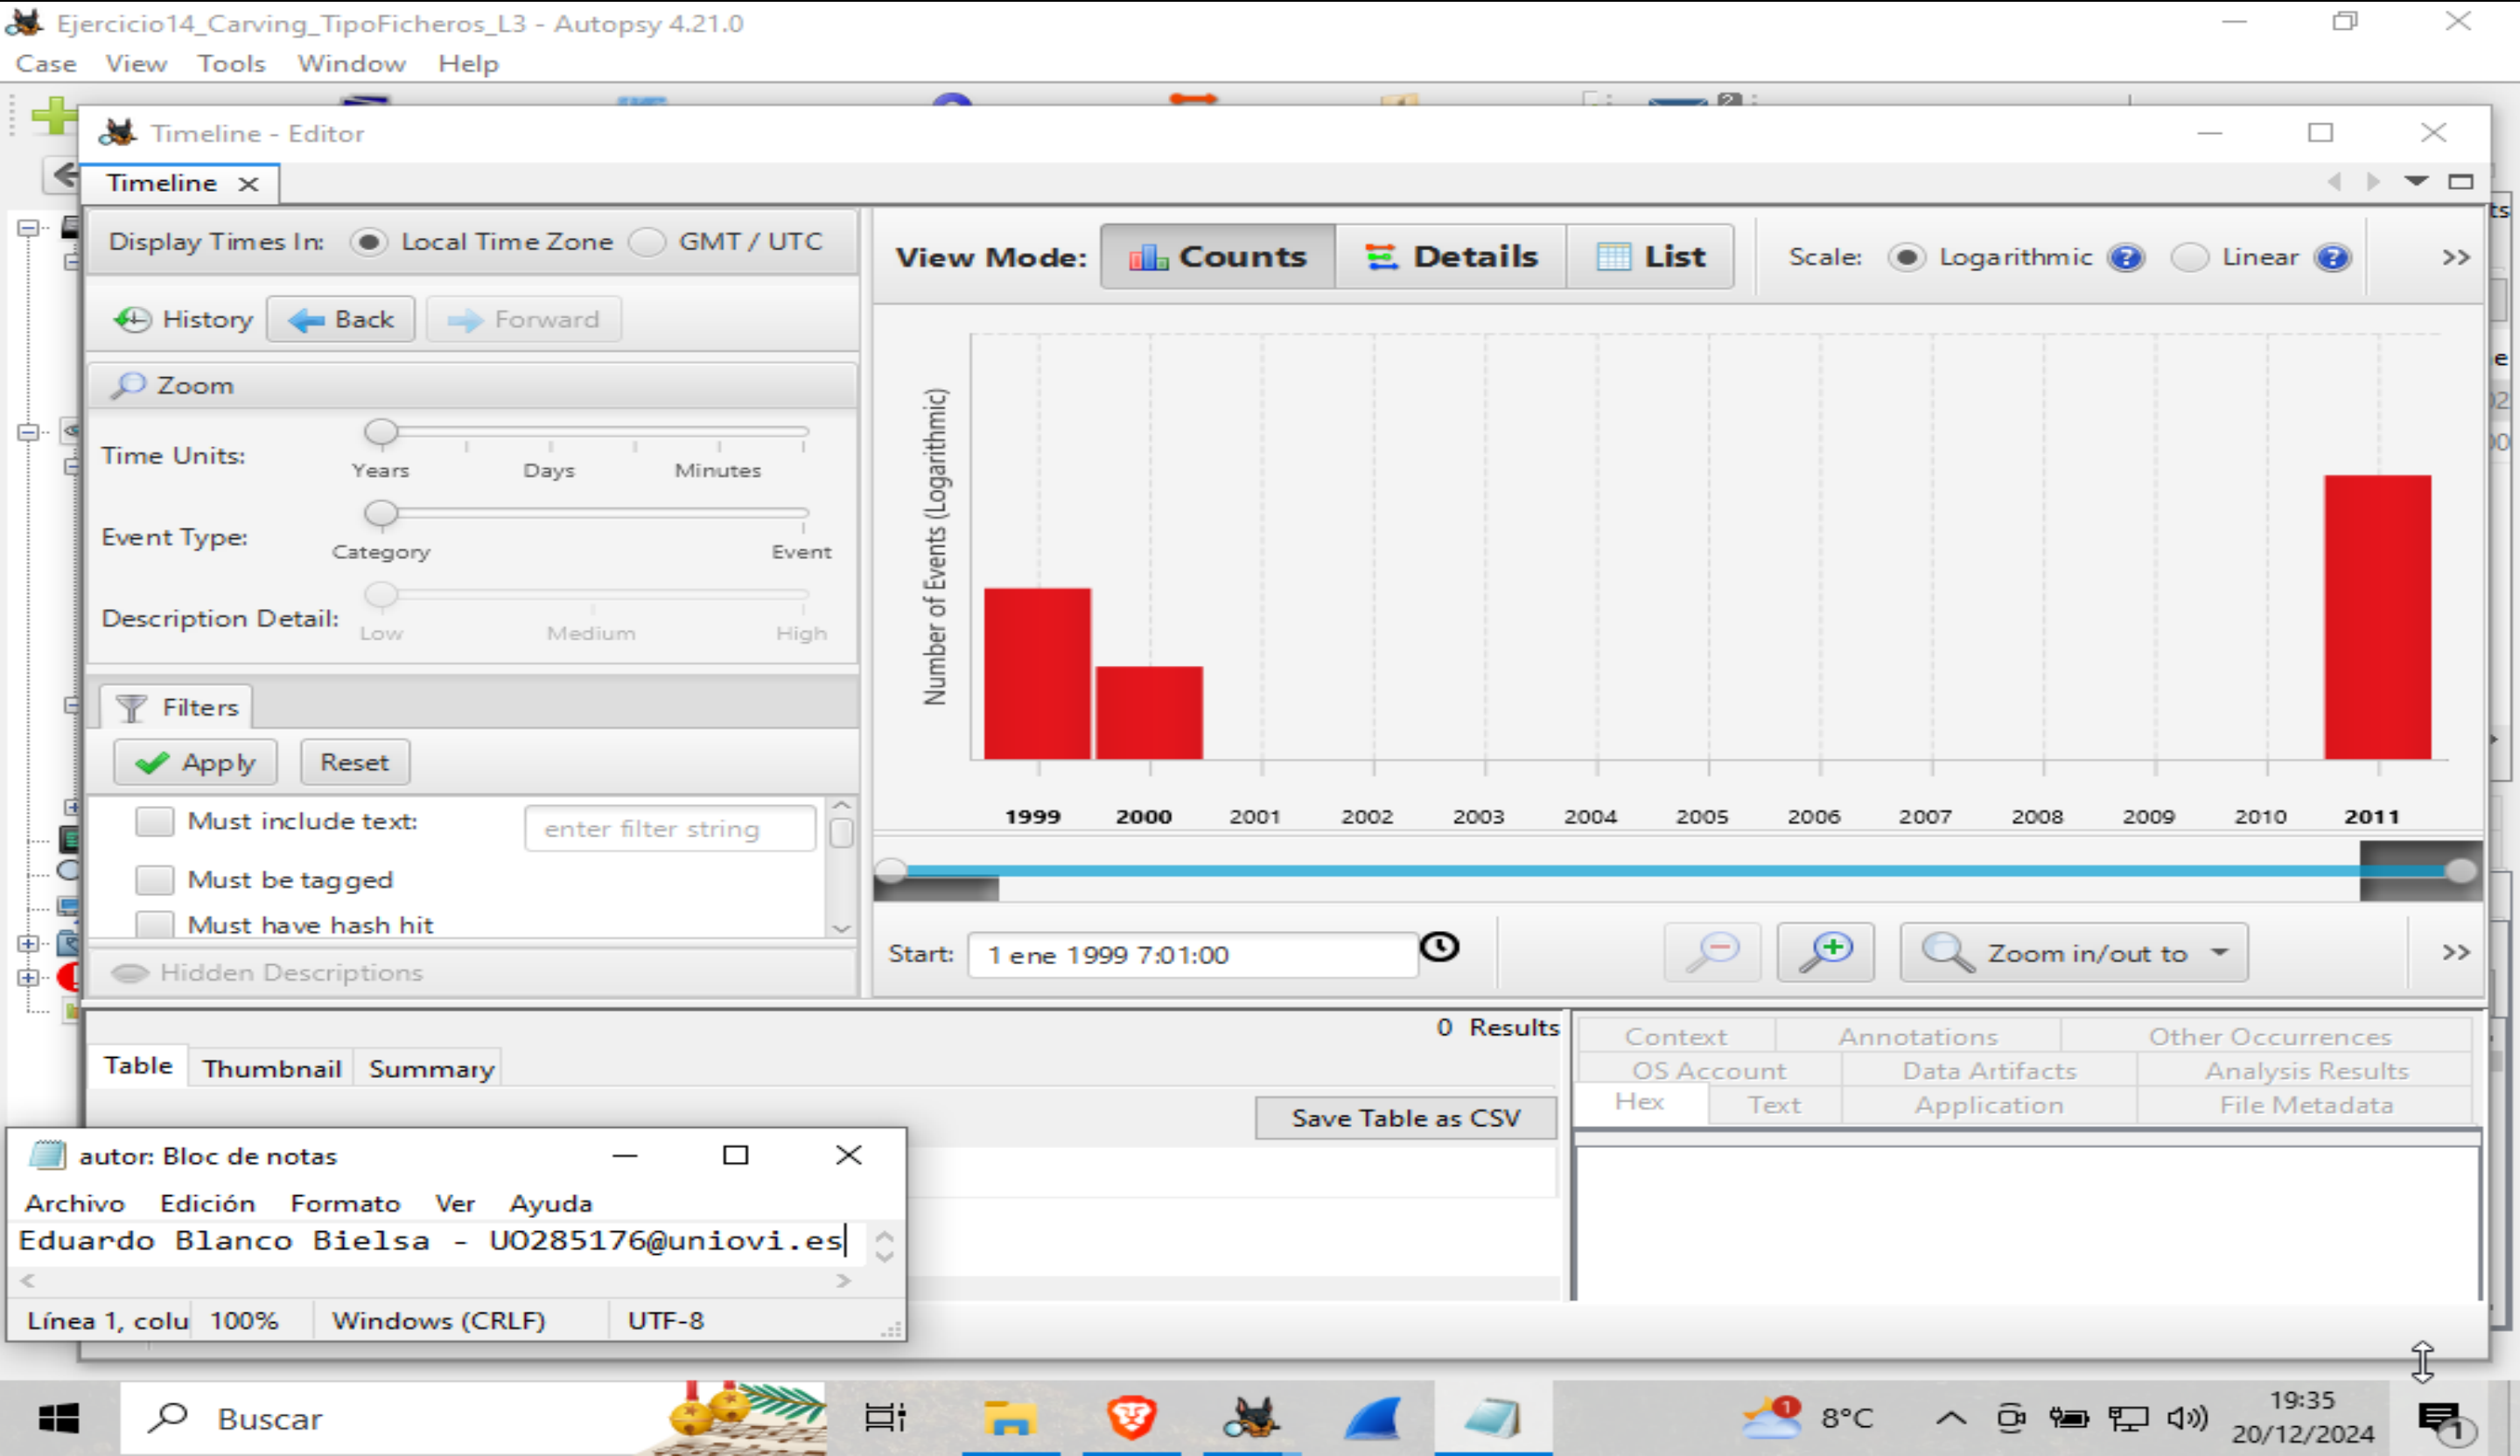 Ejercicio14_Carving_TipoFicheros_L3 - Autopsy 4.21.0
Case View Tools Window Help
2
Timeline - Editor
Timeline
Display Times In: Local Time Zone GMT / UTC
View Mode: Counts Details List Scale: Logarithmic ? Linear ? >>
History Back Forward
Zoom
Time Units:
Years Days Minutes
Event Type:
Category Event
Description Detail:
Low Medium High
Filters
Apply Reset
Must include text: enter filter string
Must be tagged
Must have hash hit
Hidden Descriptions
Number of Events (Logarithmic)
1999 2000 2001 2002 2003 2004 2005 2006 2007 2008 2009 2010 2011
Start: 1 ene 1999 7:01:00 Zoom in/out to >>
0 Results
Table Thumbnail Summary
Save Table as CSV
Context Annotations Other Occurrences
OS Account Data Artifacts Analysis Results
Hex Text Application File Metadata
autor: Bloc de notas
Archivo Edición Formato Ver Ayuda
Eduardo Blanco Bielsa - UO285176@uniovi.es
Línea 1, colu 100% Windows (CRLF) UTF-8
Buscar
1 8°C
19:35
20/12/2024
1